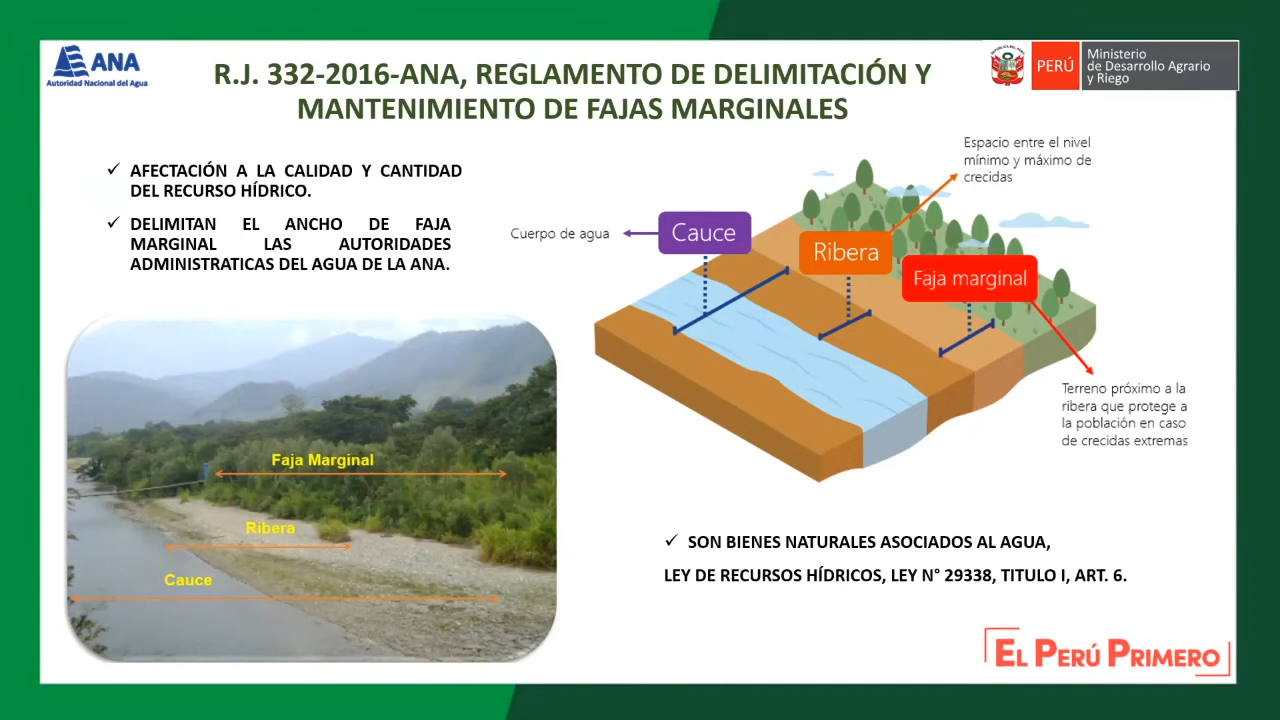 ANA
Autoridad Nacional del Agua
R.J. 332-2016-ANA, REGLAMENTO DE DELIMITACIÓN Y
MANTENIMIENTO DE FAJAS MARGINALES
PERÚ
Ministerio
de Desarrollo Agrario
y Riego
✓ AFECTACIÓN A LA CALIDAD Y CANTIDAD
DEL RECURSO HÍDRICO.
✓ DELIMITAN EL ANCHO DE FAJA
MARGINAL LAS AUTORIDADES
ADMINISTRATICAS DEL AGUA DE LA ANA.
Espacio entre el nivel
mínimo y máximo de
crecidas
Cuerpo de agua
Cauce
Ribera
Faja marginal
Terreno próximo a la
ribera que protege a
la población en caso
de crecidas extremas
Faja Marginal
Ribera
Cauce
✓ SON BIENES NATURALES ASOCIADOS AL AGUA,
LEY DE RECURSOS HÍDRICOS, LEY N° 29338, TITULO I, ART. 6.
EL PERÚ PRIMERO